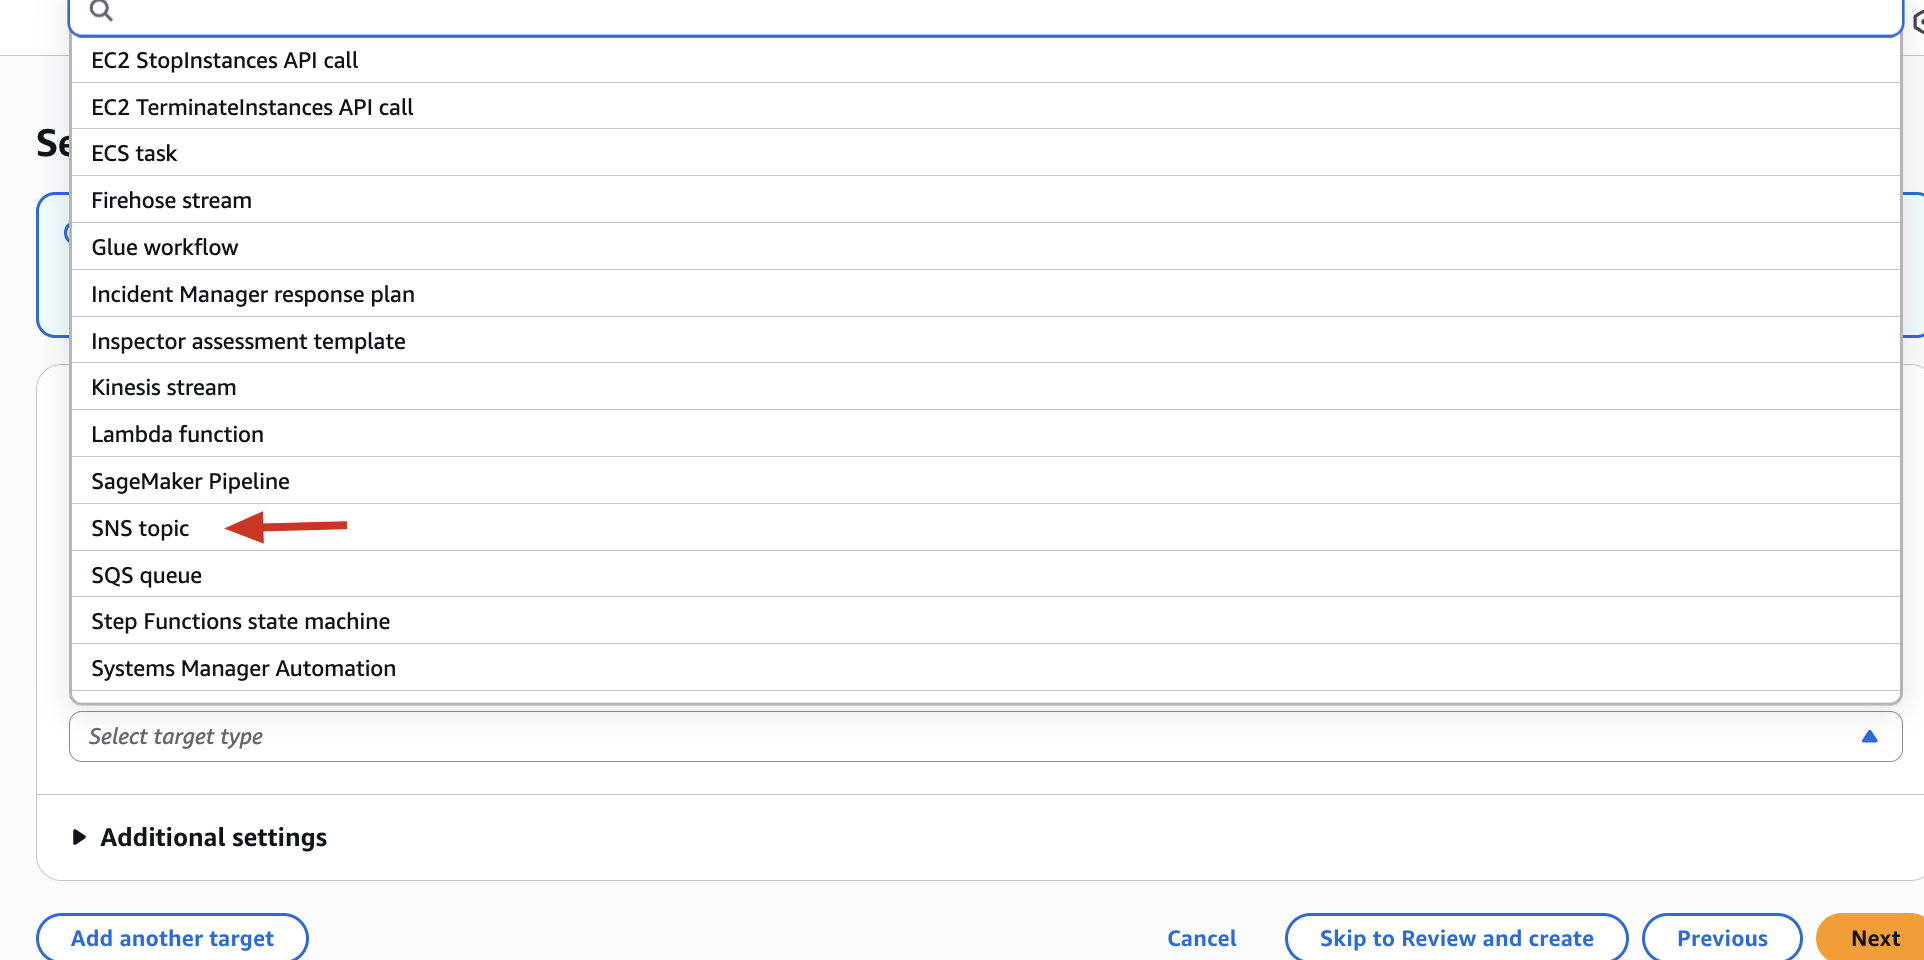 EC2 StopInstances API call
EC2 TerminateInstances API call
Se
ECS task
Firehose stream
Glue workflow
Incident Manager response plan
Inspector assessment template
Kinesis stream
Lambda function
SageMaker Pipeline
SNS topic
SQS queue
Step Functions state machine
Systems Manager Automation
Select target type
Additional settings
Add another target
Cancel
Skip to Review and create
Previous
Next